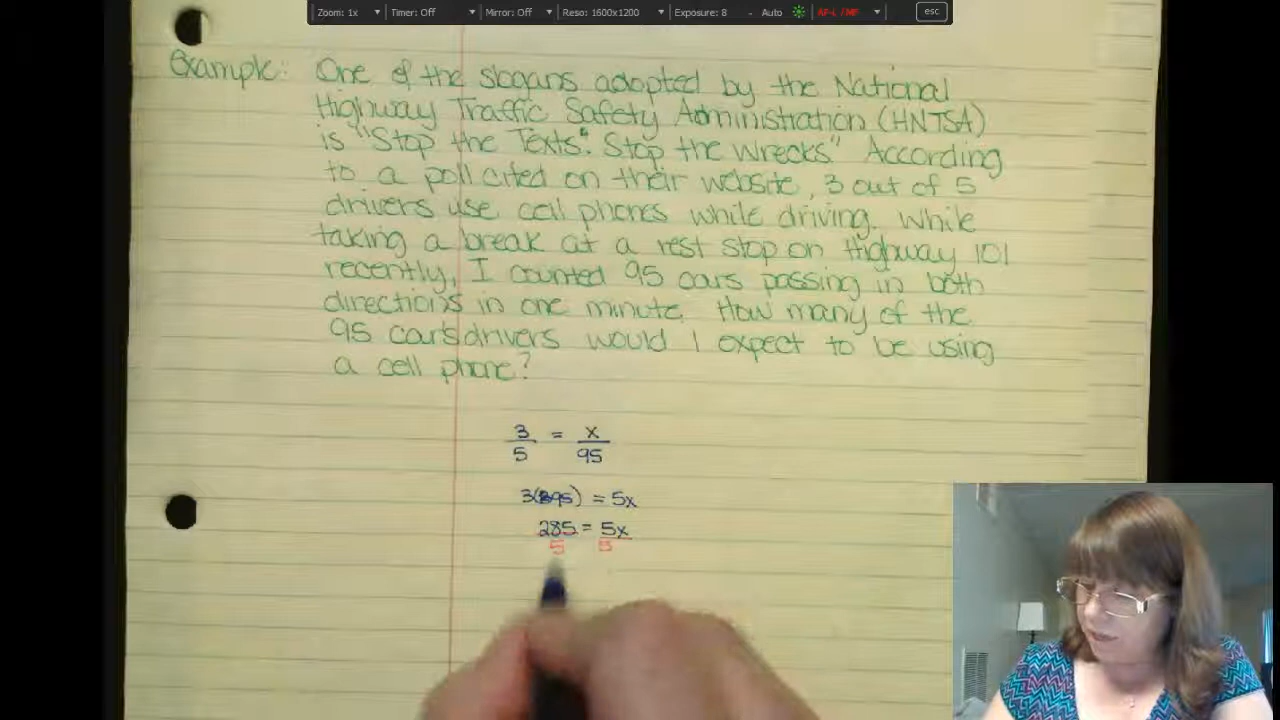 Zoom: 1x Timer: Off Mirror: Off Reso: 1600x1200 Exposure: 8 - Auto AF-i / MF esc
Example: One of the slogans adopted by the National
Highway Traffic Safety Administration (HNTSA)
is "Stop the Texts. Stop the Wrecks" According
to a poll cited on their website, 3 out of 5
drivers use cell phones while driving. While
taking a break at a rest stop on Highway 101
recently, I counted 95 cars passing in both
directions in one minute. How many of the
95 cars drivers would I expect to be using
a cell phone?
3/5 = x/95
3(95) = 5x
285 = 5x
5 5